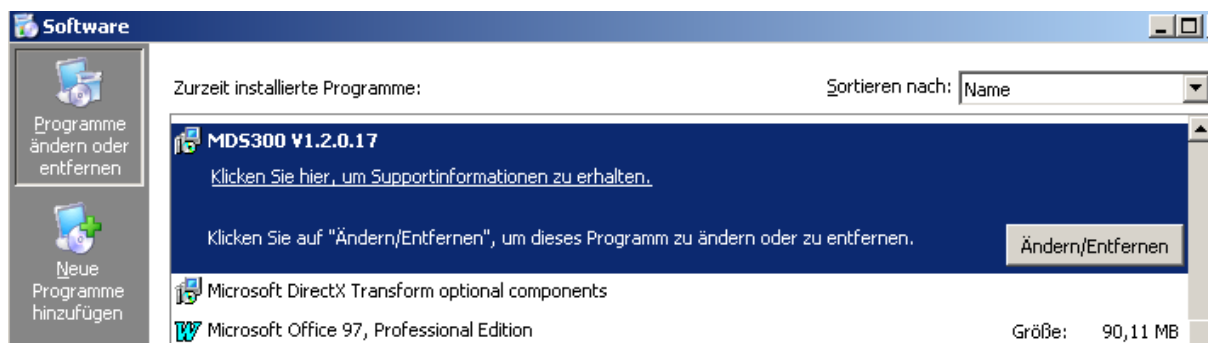 Software
Programme
ändern oder
entfernen
Neue
Programme
hinzufügen
Zurzeit installierte Programme:
Sortieren nach: Name
MDS300 V1.2.0.17
Klicken Sie hier, um Supportinformationen zu erhalten.
Klicken Sie auf "Ändern/Entfernen", um dieses Programm zu ändern oder zu entfernen.
Ändern/Entfernen
Microsoft DirectX Transform optional components
Microsoft Office 97, Professional Edition Größe: 90,11 MB